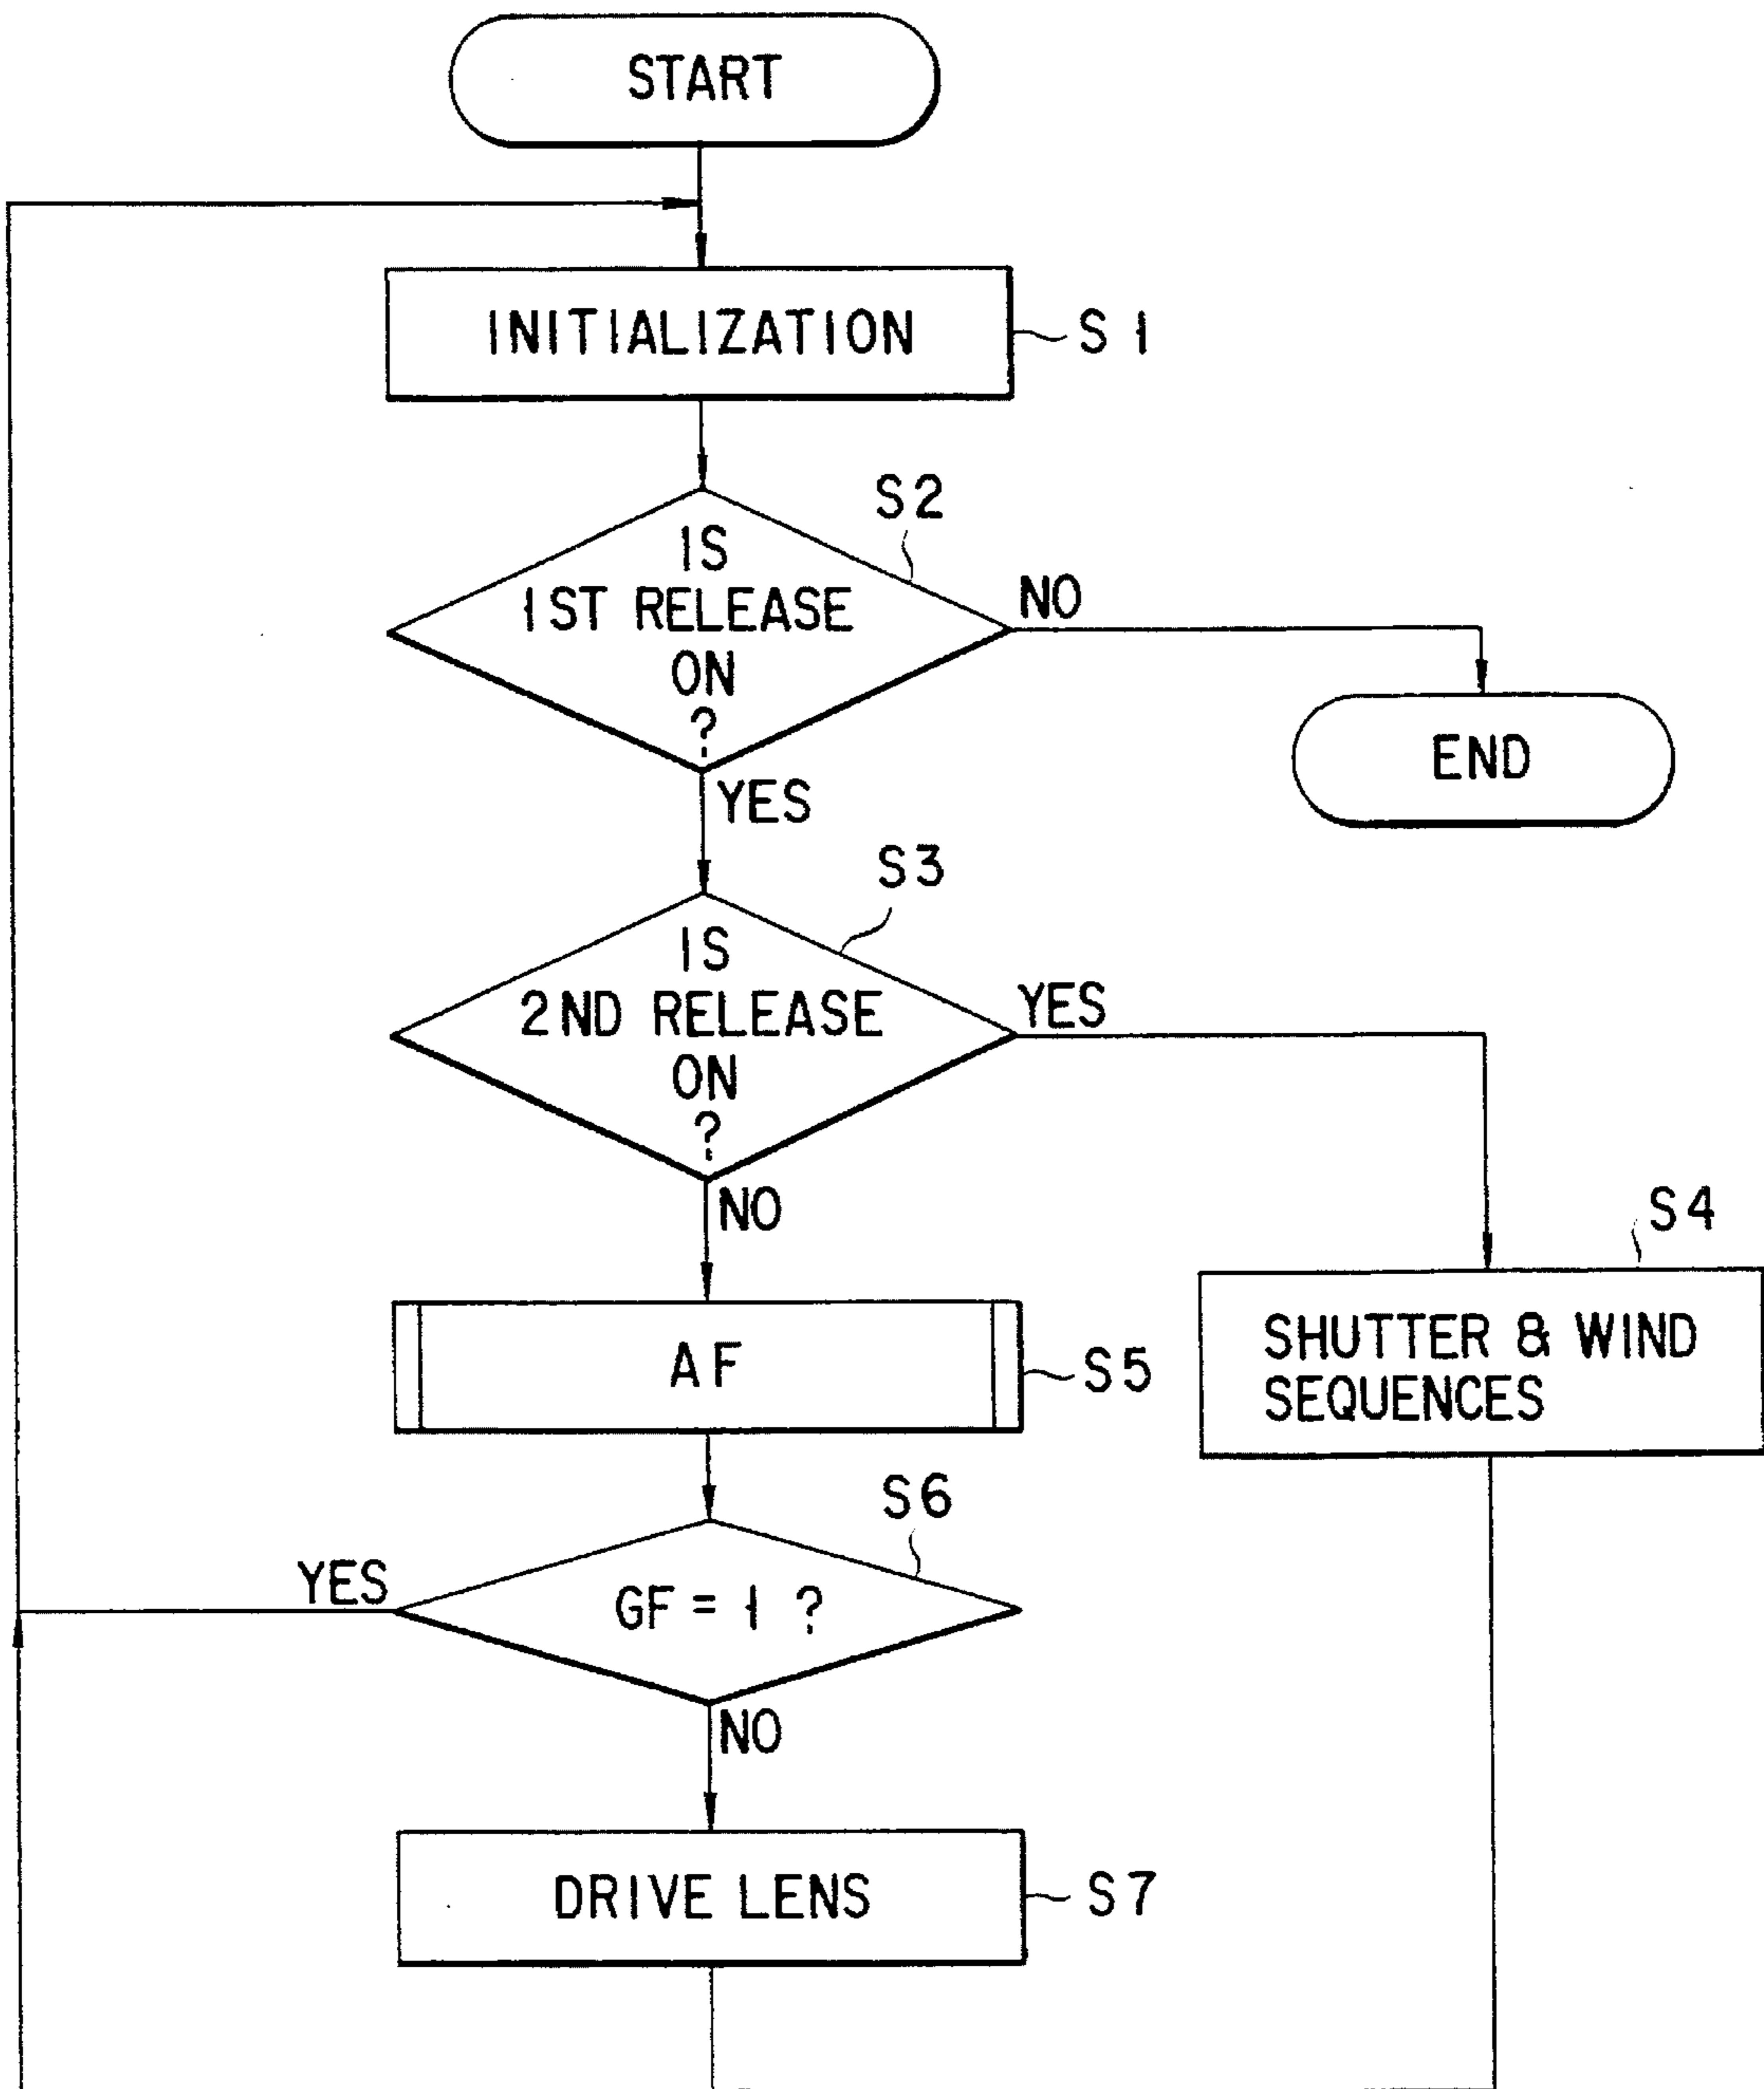 START
INITIALIZATION
S1
S2
IS
1ST RELEASE
ON
?
NO
YES
END
S3
IS
2ND RELEASE
ON
?
YES
NO
S4
SHUTTER & WIND
SEQUENCES
AF
S5
S6
YES
GF = 1 ?
NO
DRIVE LENS
S7